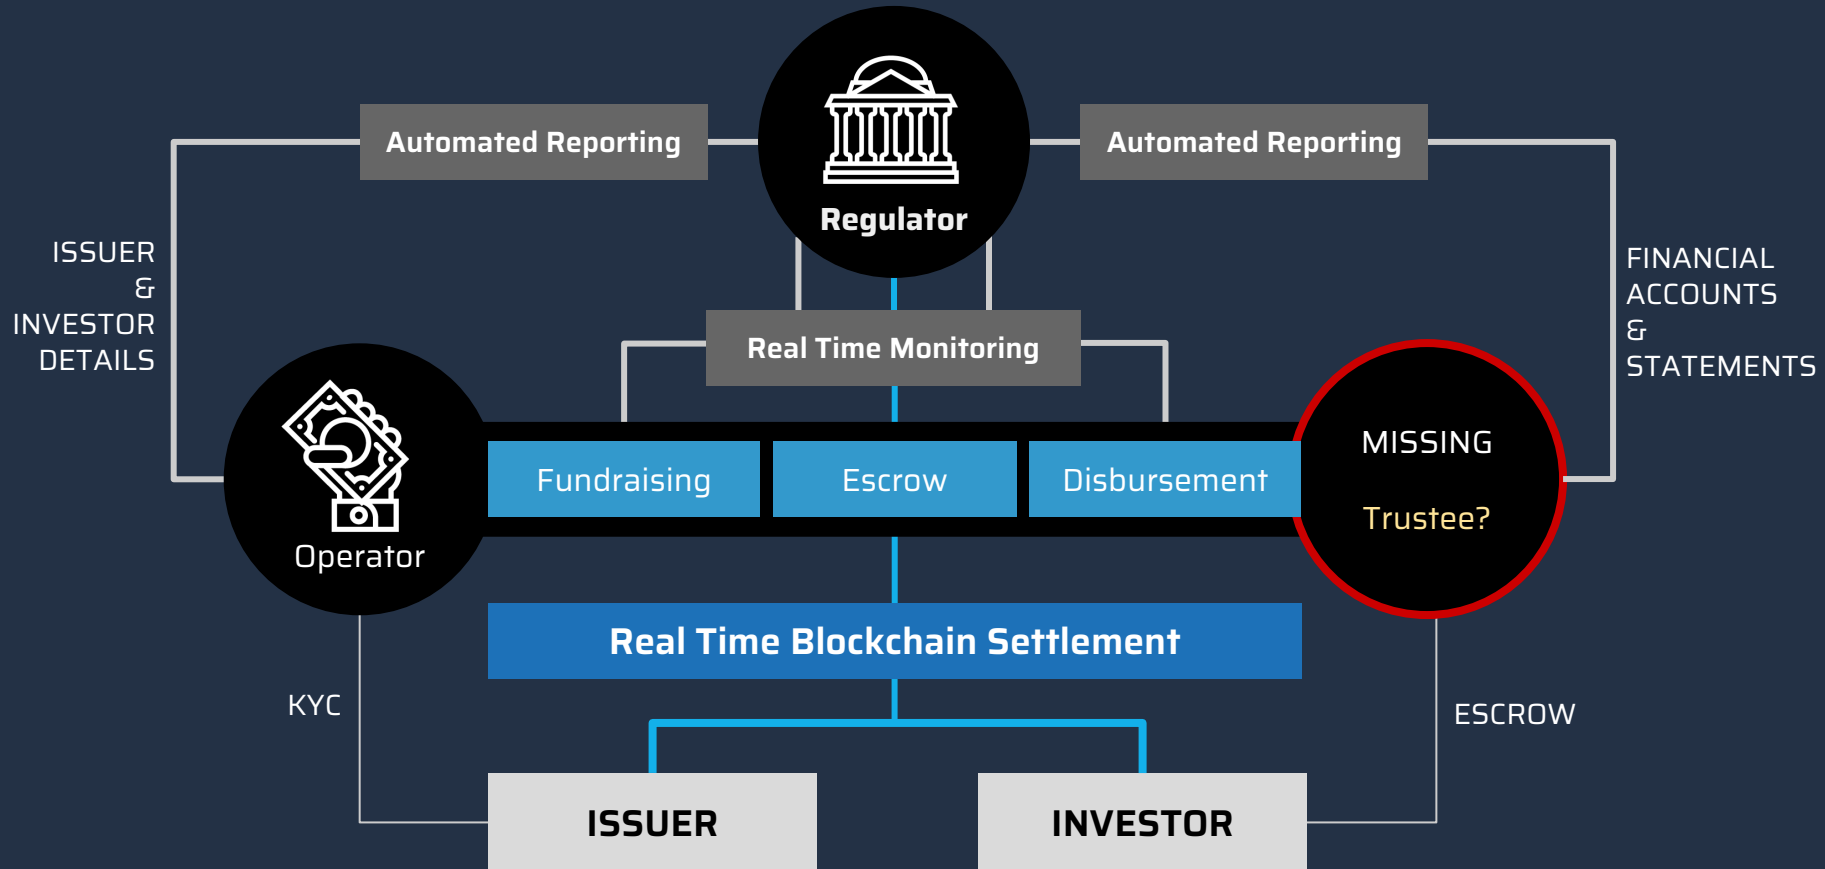 Automated Reporting
Regulator
Automated Reporting
ISSUER
&
INVESTOR
DETAILS
FINANCIAL
ACCOUNTS
&
STATEMENTS
Real Time Monitoring
Operator
Fundraising
Escrow
Disbursement
MISSING
Trustee?
Real Time Blockchain Settlement
KYC
ESCROW
ISSUER
INVESTOR